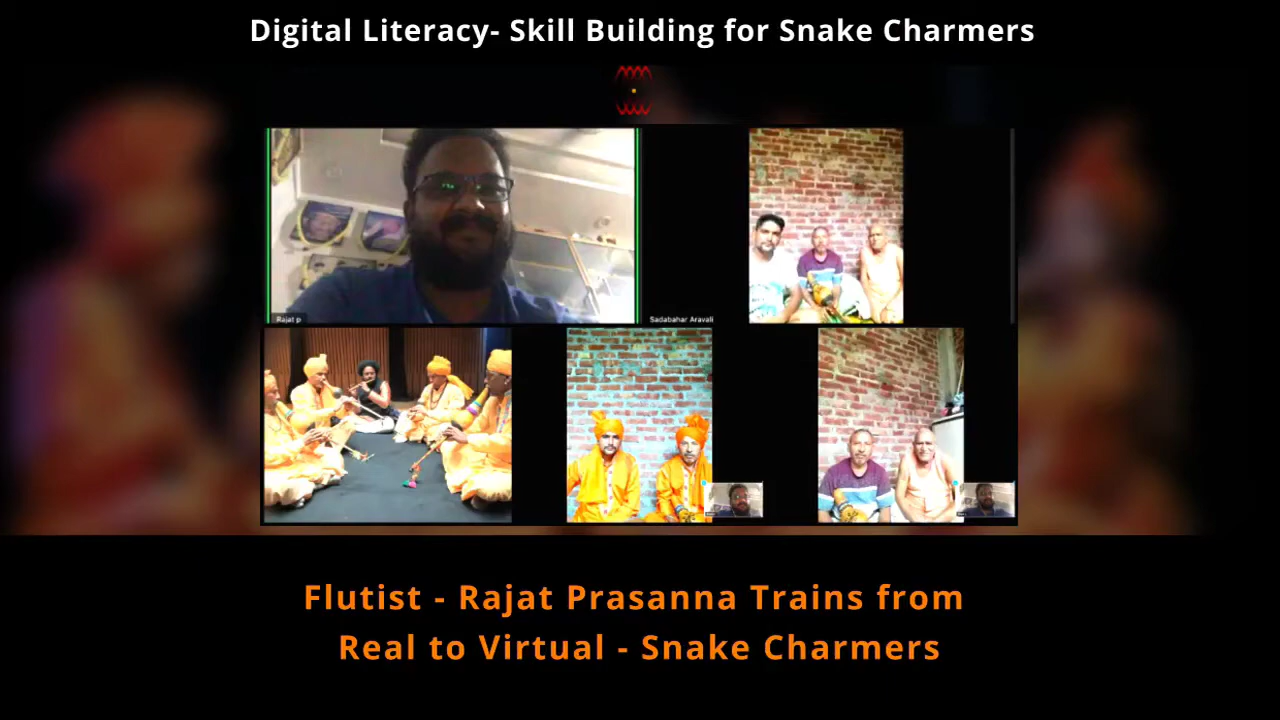 Digital Literacy- Skill Building for Snake Charmers
Rajat p
Sadabahar Aravali
Flutist - Rajat Prasanna Trains from
Real to Virtual - Snake Charmers